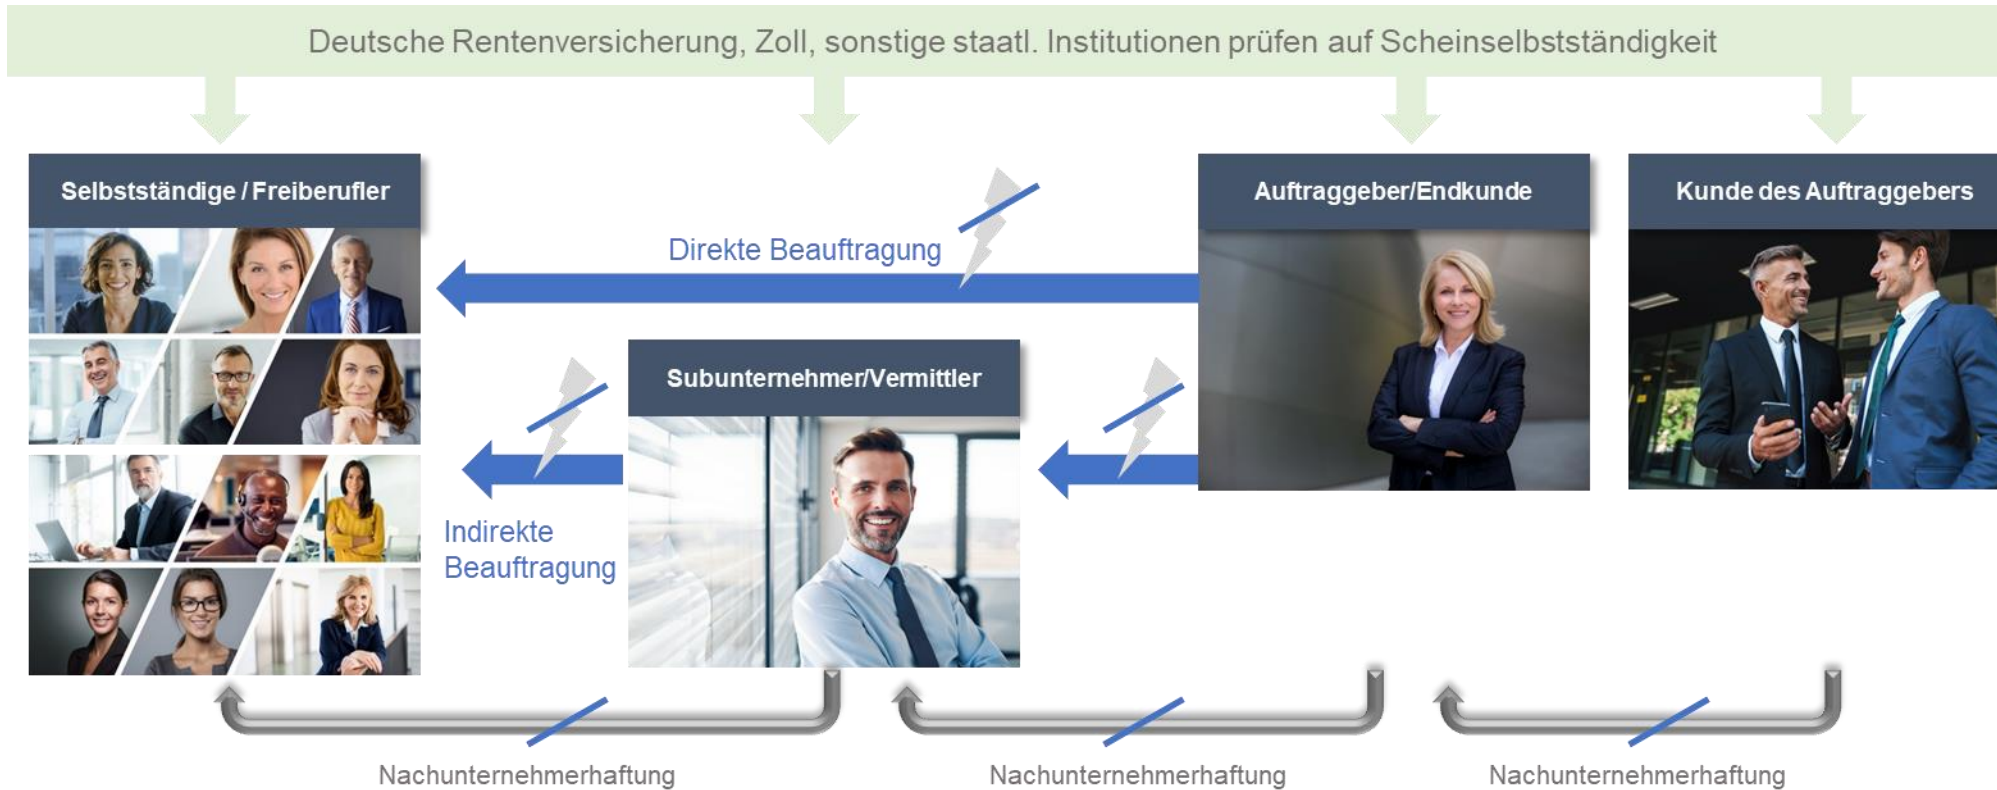 Deutsche Rentenversicherung, Zoll, sonstige staatl. Institutionen prüfen auf Scheinselbstständigkeit
Selbstständige / Freiberufler
Auftraggeber/Endkunde
Kunde des Auftraggebers
Direkte Beauftragung
Subunternehmer/Vermittler
Indirekte
Beauftragung
Nachunternehmerhaftung
Nachunternehmerhaftung
Nachunternehmerhaftung